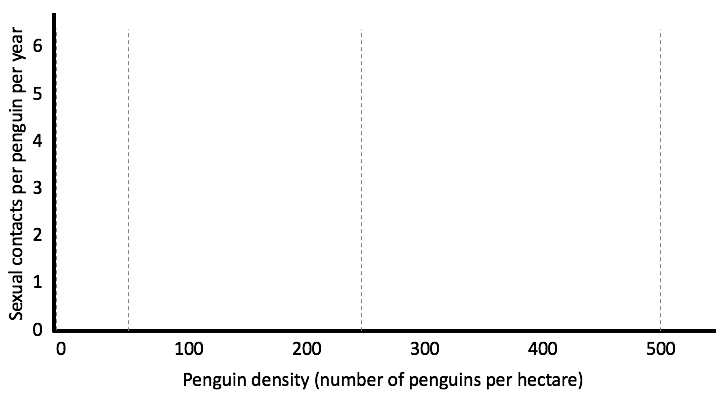 Sexual contacts per penguin per year
6
5
4
3
2
1
0
0 100 200 300 400 500
Penguin density (number of penguins per hectare)